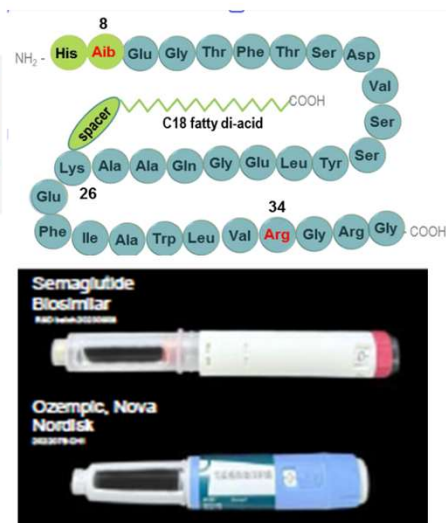 8
NH₂ - His Aib Glu Gly Thr Phe Thr Ser Asp
Val
Ser
Ser
spacer
COOH
C18 fatty di-acid
Lys Ala Ala Gln Gly Glu Leu Tyr
26
Glu
34
Phe Ile Ala Trp Leu Val Arg Gly Arg Gly - COOH
Semaglutide
Biosimilar
Ozempic, Nova
Nordisk